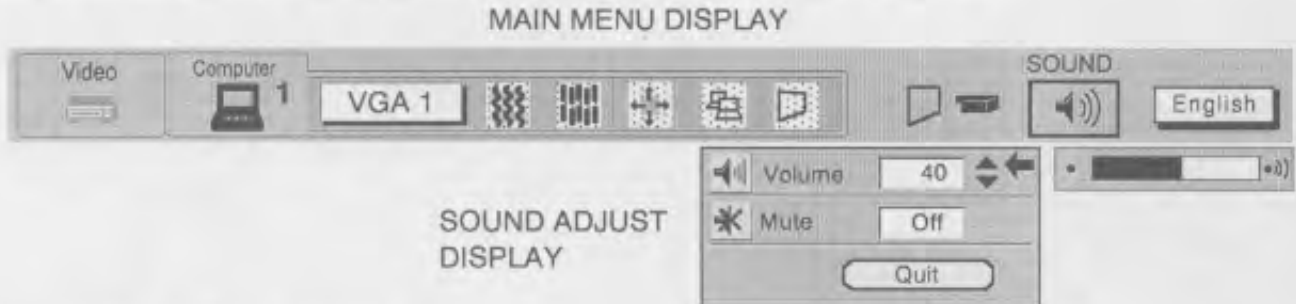 MAIN MENU DISPLAY
Video
Computer
SOUND
1
VGA 1
English
Volume 40
SOUND ADJUST
DISPLAY
Mute Off
Quit